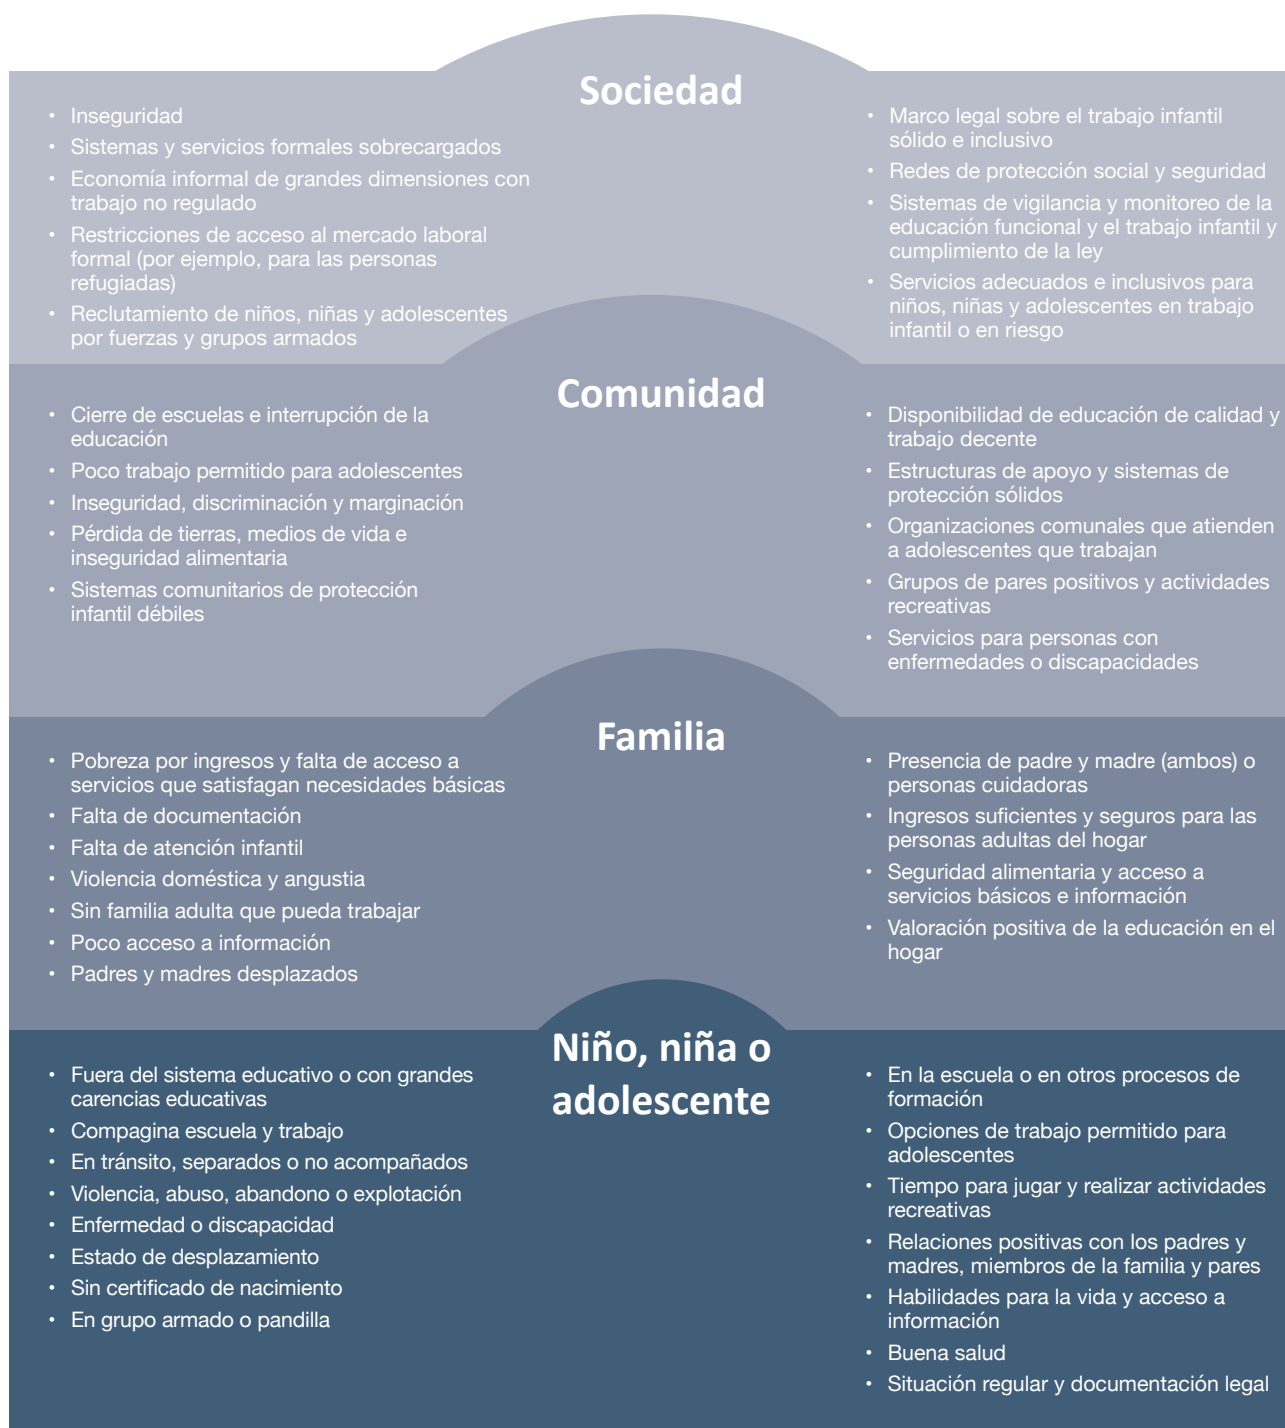 Sociedad
• Inseguridad
• Sistemas y servicios formales sobrecargados
• Economía informal de grandes dimensiones con
trabajo no regulado
• Restricciones de acceso al mercado laboral
formal (por ejemplo, para las personas
refugiadas)
• Reclutamiento de niños, niñas y adolescentes
por fuerzas y grupos armados
• Marco legal sobre el trabajo infantil
sólido e inclusivo
• Redes de protección social y seguridad
• Sistemas de vigilancia y monitoreo de la
educación funcional y el trabajo infantil y
cumplimiento de la ley
• Servicios adecuados e inclusivos para
niños, niñas y adolescentes en trabajo
infantil o en riesgo
Comunidad
• Cierre de escuelas e interrupción de la
educación
• Poco trabajo permitido para adolescentes
• Inseguridad, discriminación y marginación
• Pérdida de tierras, medios de vida e
inseguridad alimentaria
• Sistemas comunitarios de protección
infantil débiles
• Disponibilidad de educación de calidad y
trabajo decente
• Estructuras de apoyo y sistemas de
protección sólidos
• Organizaciones comunales que atienden
a adolescentes que trabajan
• Grupos de pares positivos y actividades
recreativas
• Servicios para personas con
enfermedades o discapacidades
Familia
• Pobreza por ingresos y falta de acceso a
servicios que satisfagan necesidades básicas
• Falta de documentación
• Falta de atención infantil
• Violencia doméstica y angustia
• Sin familia adulta que pueda trabajar
• Poco acceso a información
• Padres y madres desplazados
• Presencia de padre y madre (ambos) o
personas cuidadoras
• Ingresos suficientes y seguros para las
personas adultas del hogar
• Seguridad alimentaria y acceso a
servicios básicos e información
• Valoración positiva de la educación en el
hogar
Niño, niña o
adolescente
• Fuera del sistema educativo o con grandes
carencias educativas
• Compagina escuela y trabajo
• En tránsito, separados o no acompañados
• Violencia, abuso, abandono o explotación
• Enfermedad o discapacidad
• Estado de desplazamiento
• Sin certificado de nacimiento
• En grupo armado o pandilla
• En la escuela o en otros procesos de
formación
• Opciones de trabajo permitido para
adolescentes
• Tiempo para jugar y realizar actividades
recreativas
• Relaciones positivas con los padres y
madres, miembros de la familia y pares
• Habilidades para la vida y acceso a
información
• Buena salud
• Situación regular y documentación legal